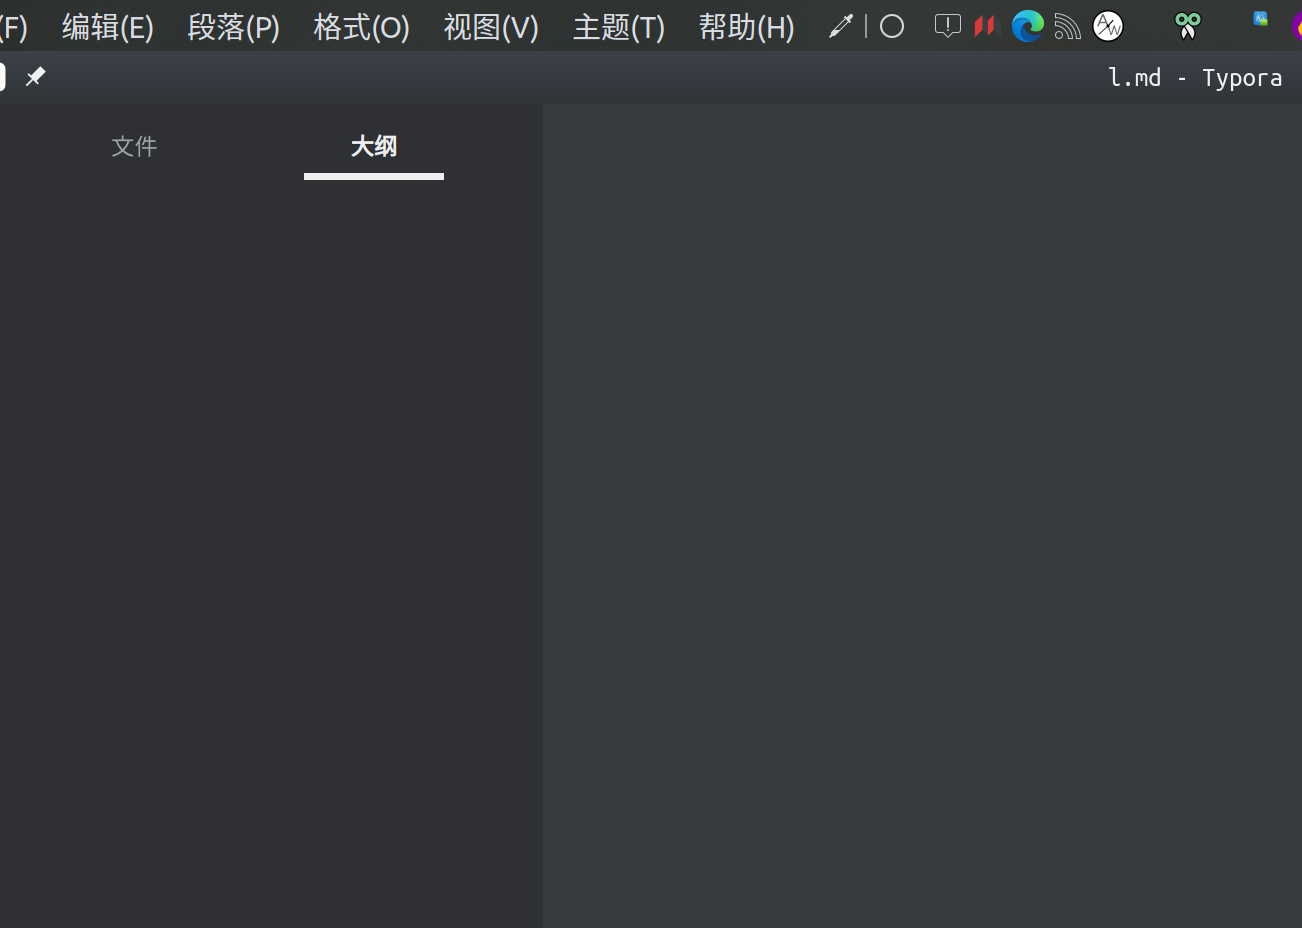 (F) 编辑(E) 段落(P) 格式(O) 视图(V) 主题(T) 帮助(H)
l.md - Typora
文件 大纲